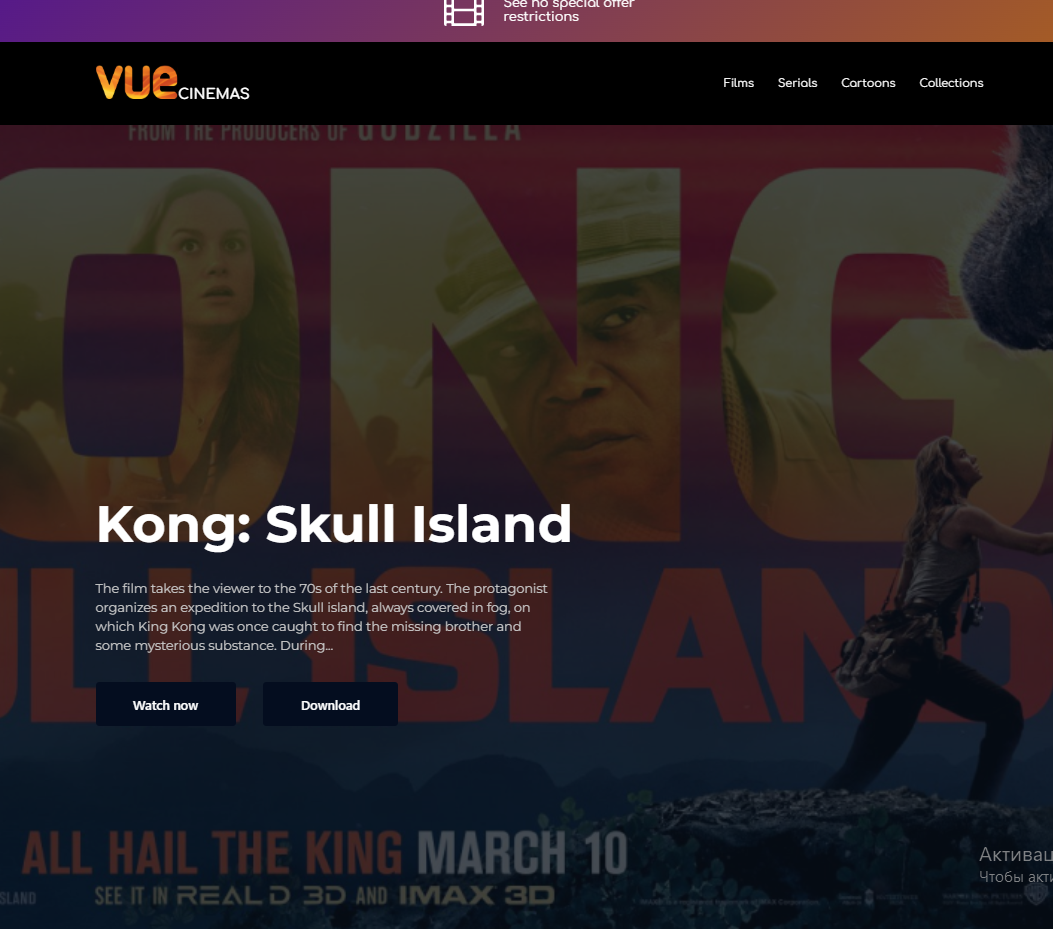 See no special offer
restrictions
vue CINEMAS
Films Serials Cartoons Collections
FROM THE PRODUCERS OF GODZILLA
ONG
Kong: Skull Island
The film takes the viewer to the 70s of the last century. The protagonist
organizes an expedition to the Skull island, always covered in fog, on
which King Kong was once caught to find the missing brother and
some mysterious substance. During...
ULL ISLAND
Watch now Download
ALL HAIL THE KING MARCH 10
Активац
Чтобы акти
ISLAND SEE IT IN REAL D 3D AND IMAX 3D